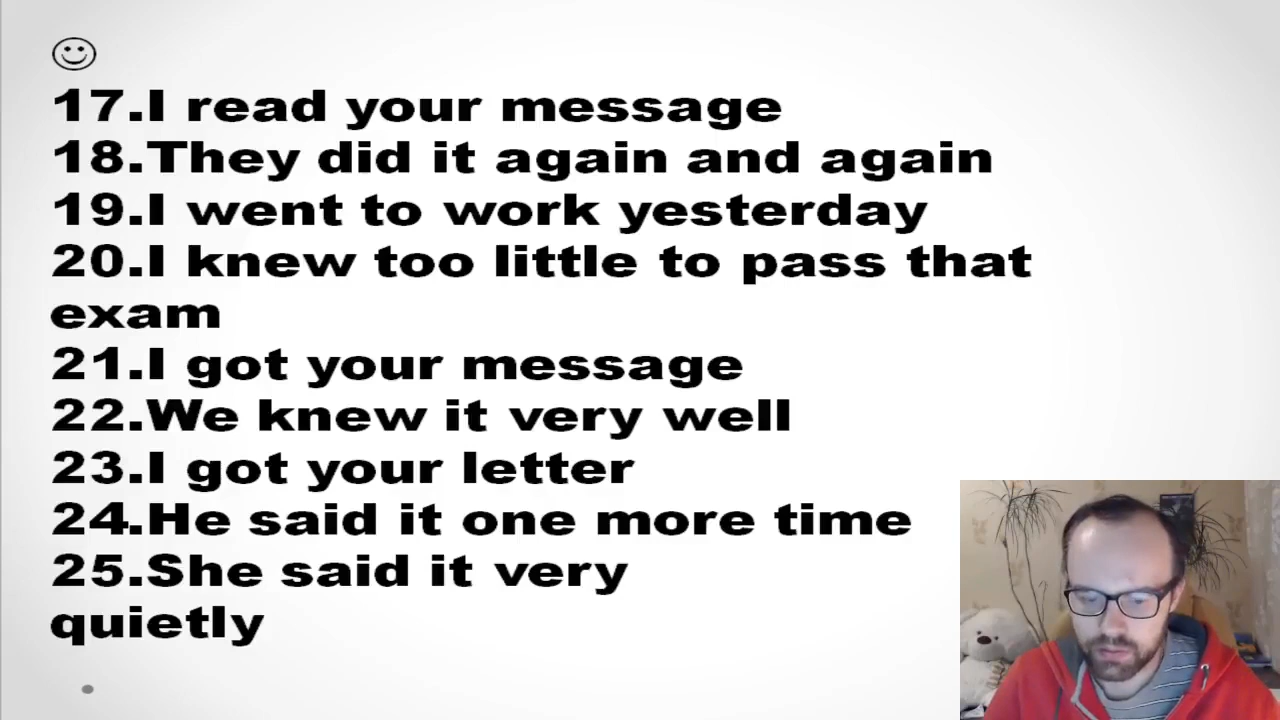 17.I read your message
18.They did it again and again
19.I went to work yesterday
20.I knew too little to pass that
exam
21.I got your message
22.We knew it very well
23.I got your letter
24.He said it one more time
25.She said it very
quietly